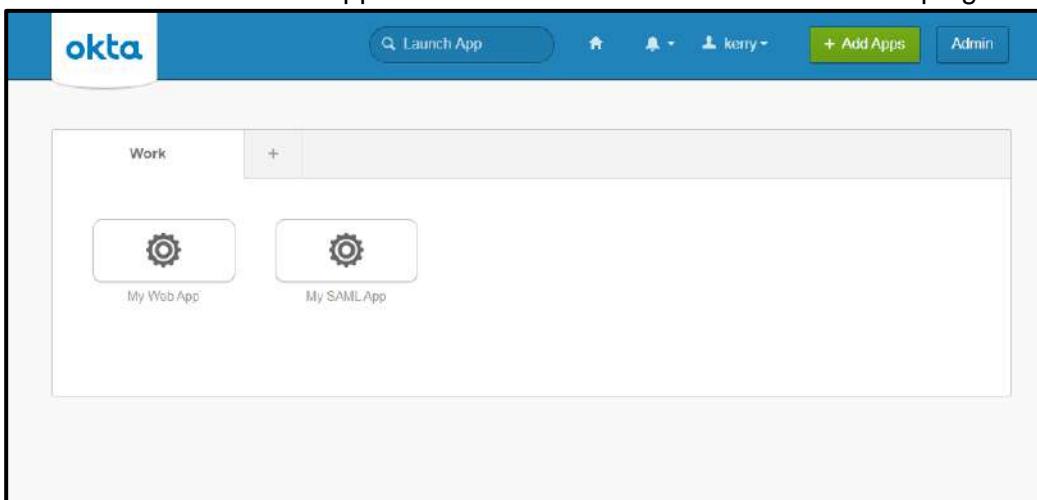 okta
Launch App
kerry
+ Add Apps
Admin
Work
+
My Web App
My SAML App